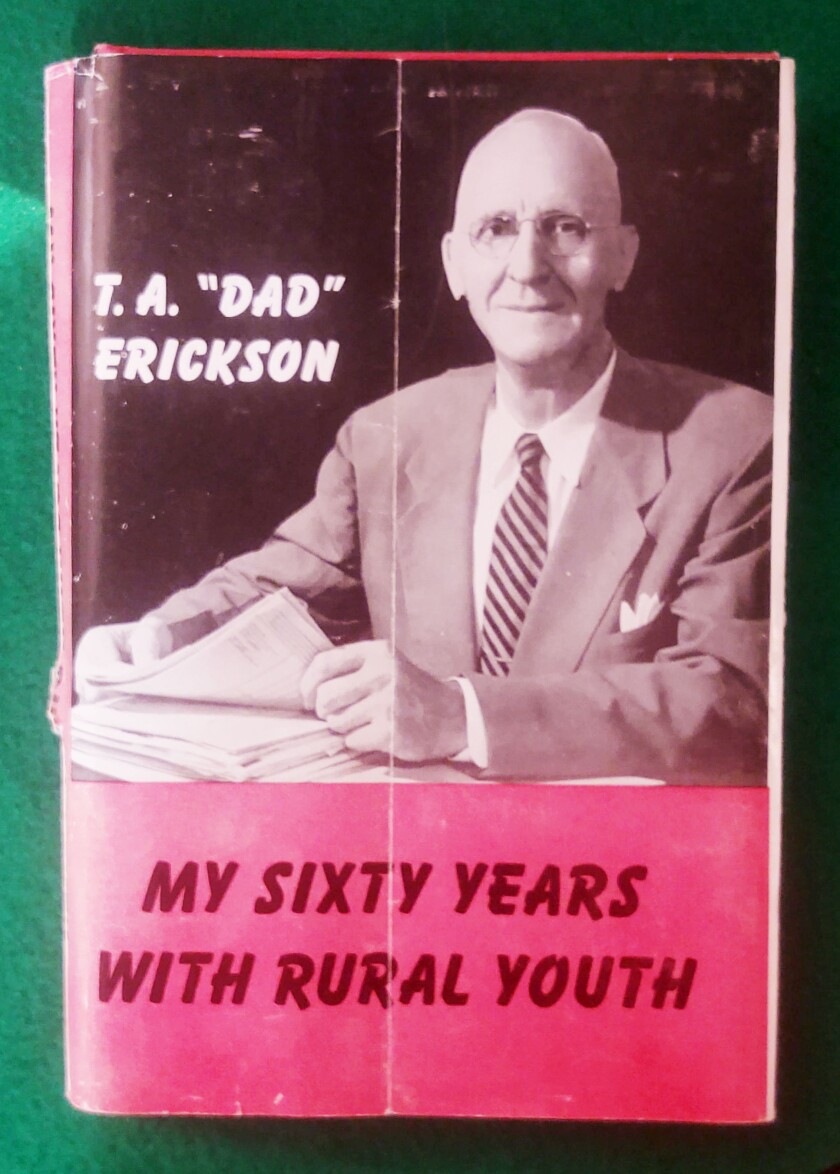 T. A. "DAD"
ERICKSON
MY SIXTY YEARS
WITH RURAL YOUTH